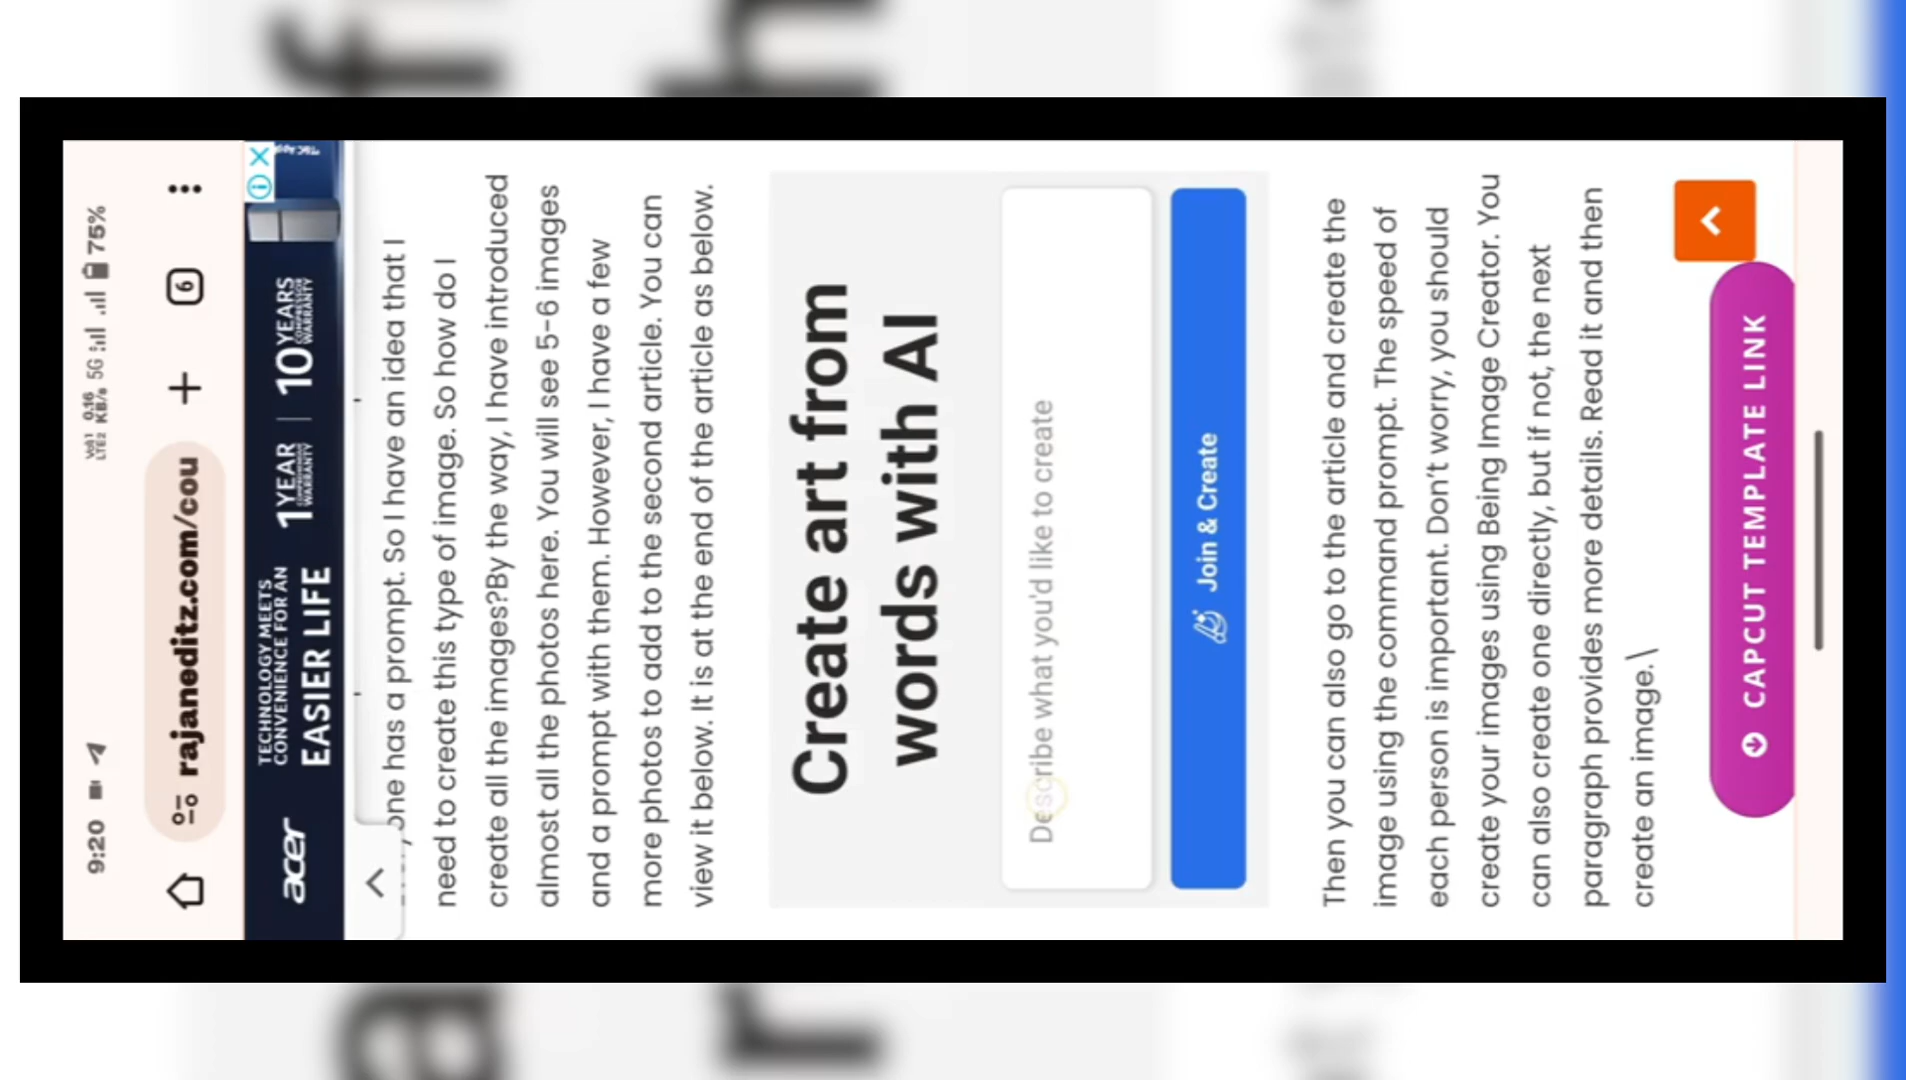 9:20
0.16 KB/s 5G 75%
rajaneditz.com/cou
6
acer
TECHNOLOGY MEETS
CONVENIENCE FOR AN
EASIER LIFE
1 YEAR
COMPREHENSIVE
WARRANTY
10 YEARS
COMPRESSOR
WARRANTY
one has a prompt. So I have an idea that I
need to create this type of image. So how do I
create all the images?By the way, I have introduced
almost all the photos here. You will see 5-6 images
and a prompt with them. However, I have a few
more photos to add to the second article. You can
view it below. It is at the end of the article as below.
Create art from
words with AI
Describe what you'd like to create
Join & Create
Then you can also go to the article and create the
image using the command prompt. The speed of
each person is important. Don't worry, you should
create your images using Being Image Creator. You
can also create one directly, but if not, the next
paragraph provides more details. Read it and then
create an image.\
CAPCUT TEMPLATE LINK